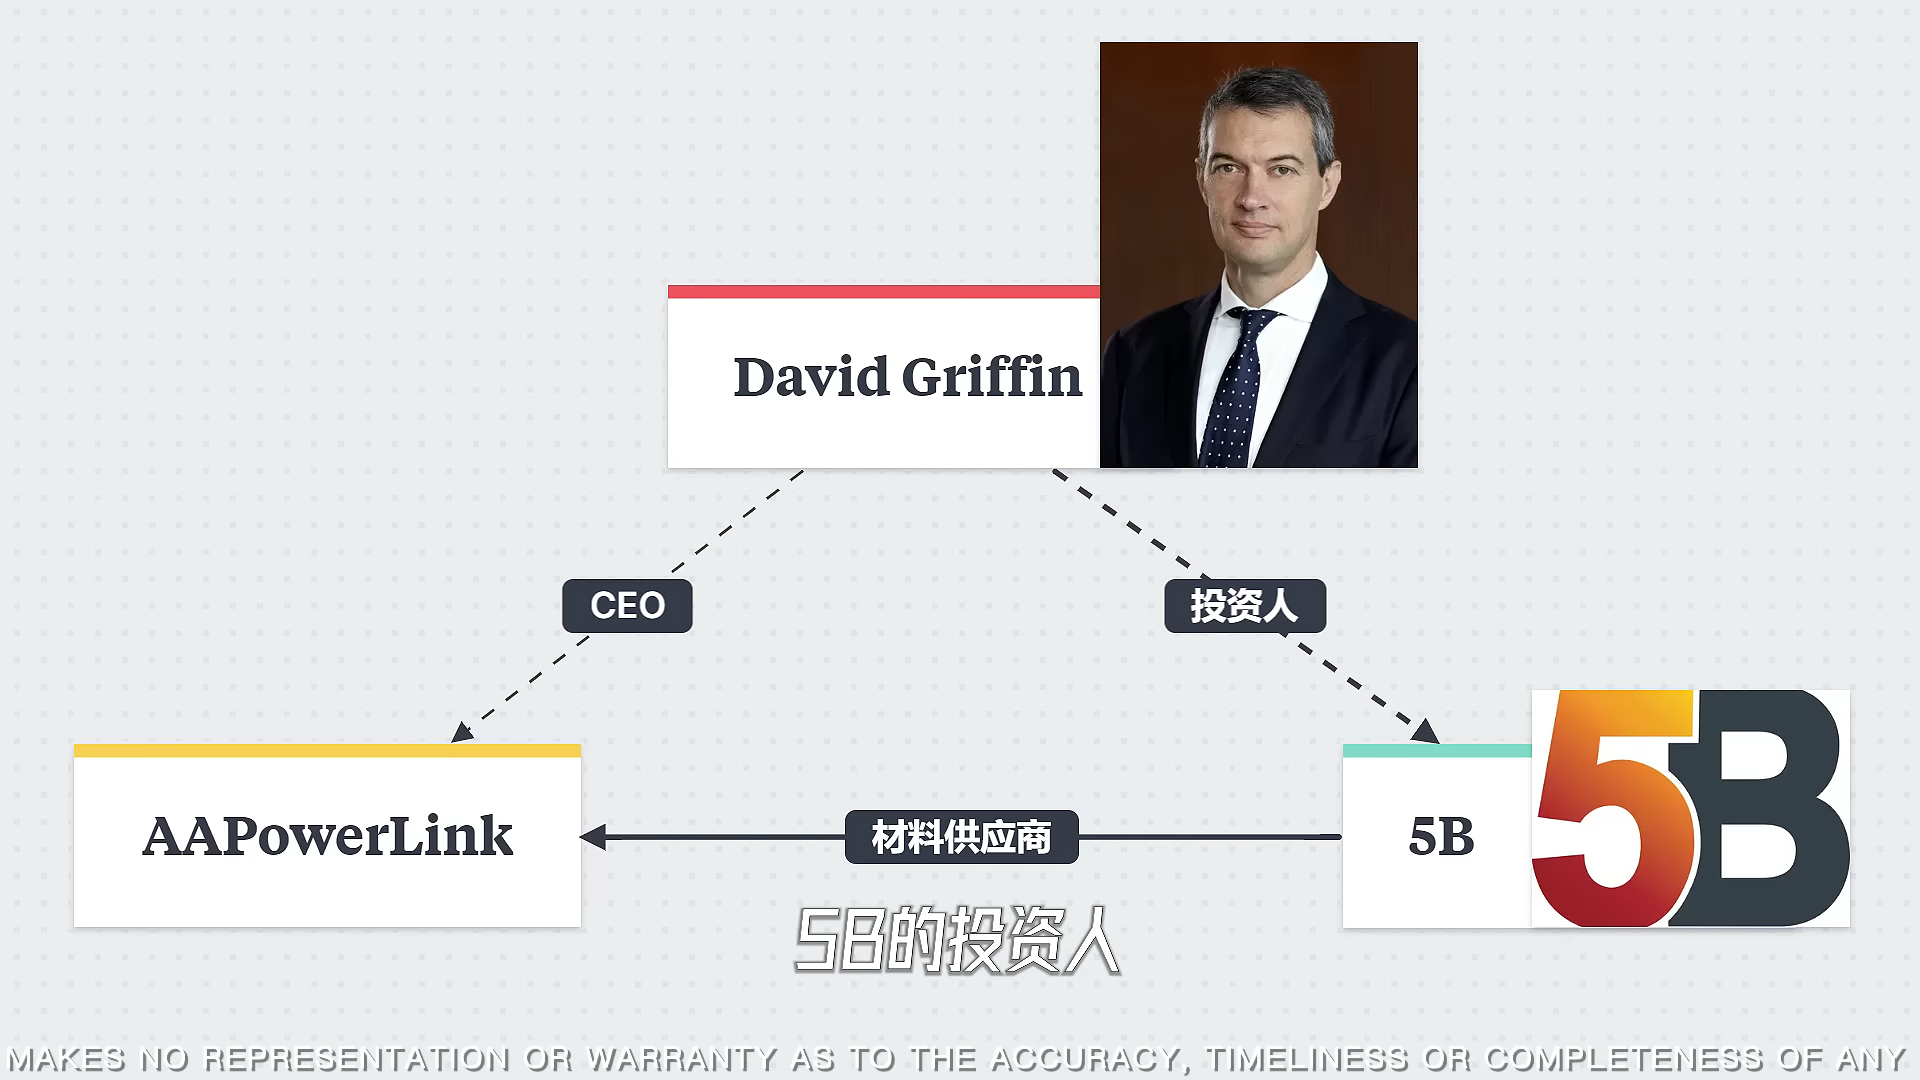 David Griffin
CEO
投资人
AAPowerLink
材料供应商
5B
5B
5B的投资人
MAKES NO REPRESENTATION OR WARRANTY AS TO THE ACCURACY, TIMELINESS OR COMPLETENESS OF ANY